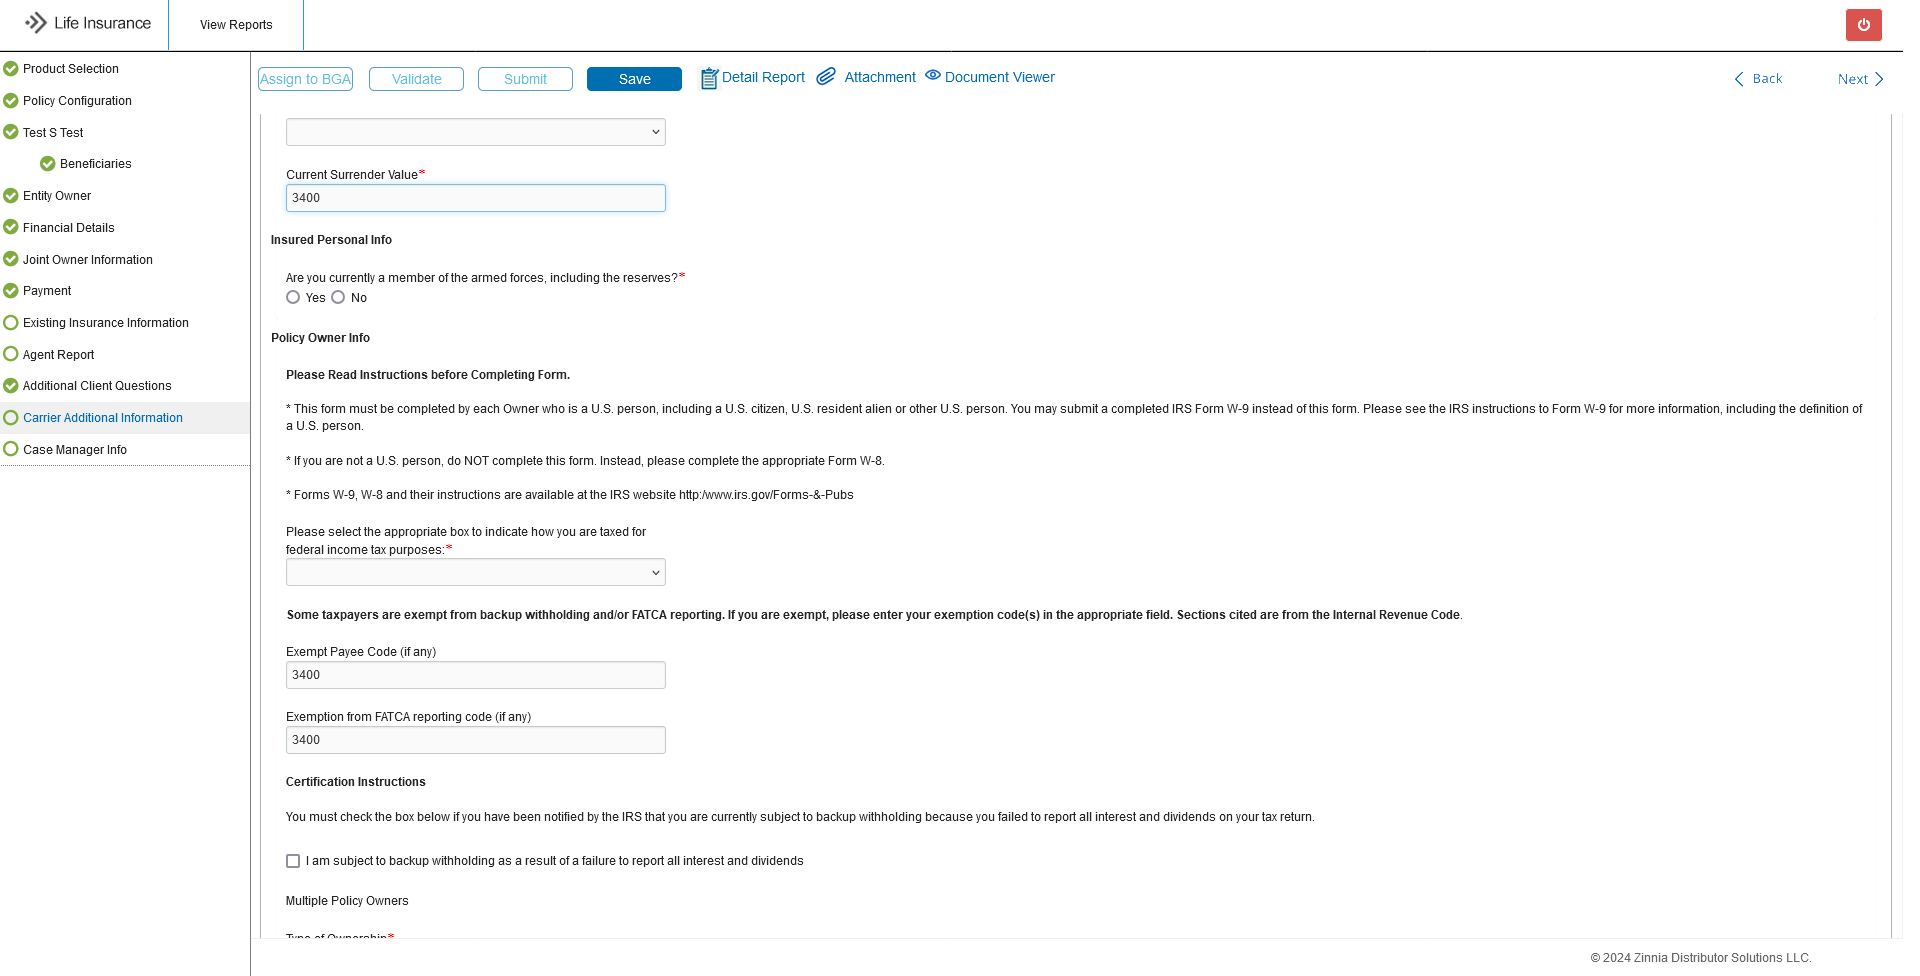 Life Insurance
View Reports
Product Selection
Policy Configuration
Test S Test
Beneficiaries
Entity Owner
Financial Details
Joint Owner Information
Payment
Existing Insurance Information
Agent Report
Additional Client Questions
Carrier Additional Information
Case Manager Info
Assign to BGA
Validate
Submit
Save
Detail Report
Attachment
Document Viewer
Back
Next
Current Surrender Value*
3400
Insured Personal Info
Are you currently a member of the armed forces, including the reserves?*
Yes No
Policy Owner Info
Please Read Instructions before Completing Form.
* This form must be completed by each Owner who is a U.S. person, including a U.S. citizen, U.S. resident alien or other U.S. person. You may submit a completed IRS Form W-9 instead of this form. Please see the IRS instructions to Form W-9 for more information, including the definition of
a U.S. person.
* If you are not a U.S. person, do NOT complete this form. Instead, please complete the appropriate Form W-8.
* Forms W-9, W-8 and their instructions are available at the IRS website http:/www.irs.gov/Forms-&-Pubs
Please select the appropriate box to indicate how you are taxed for
federal income tax purposes:*
Some taxpayers are exempt from backup withholding and/or FATCA reporting. If you are exempt, please enter your exemption code(s) in the appropriate field. Sections cited are from the Internal Revenue Code.
Exempt Payee Code (if any)
3400
Exemption from FATCA reporting code (if any)
3400
Certification Instructions
You must check the box below if you have been notified by the IRS that you are currently subject to backup withholding because you failed to report all interest and dividends on your tax return.
I am subject to backup withholding as a result of a failure to report all interest and dividends
Multiple Policy Owners
Type of Ownership*
© 2024 Zinnia Distributor Solutions LLC.